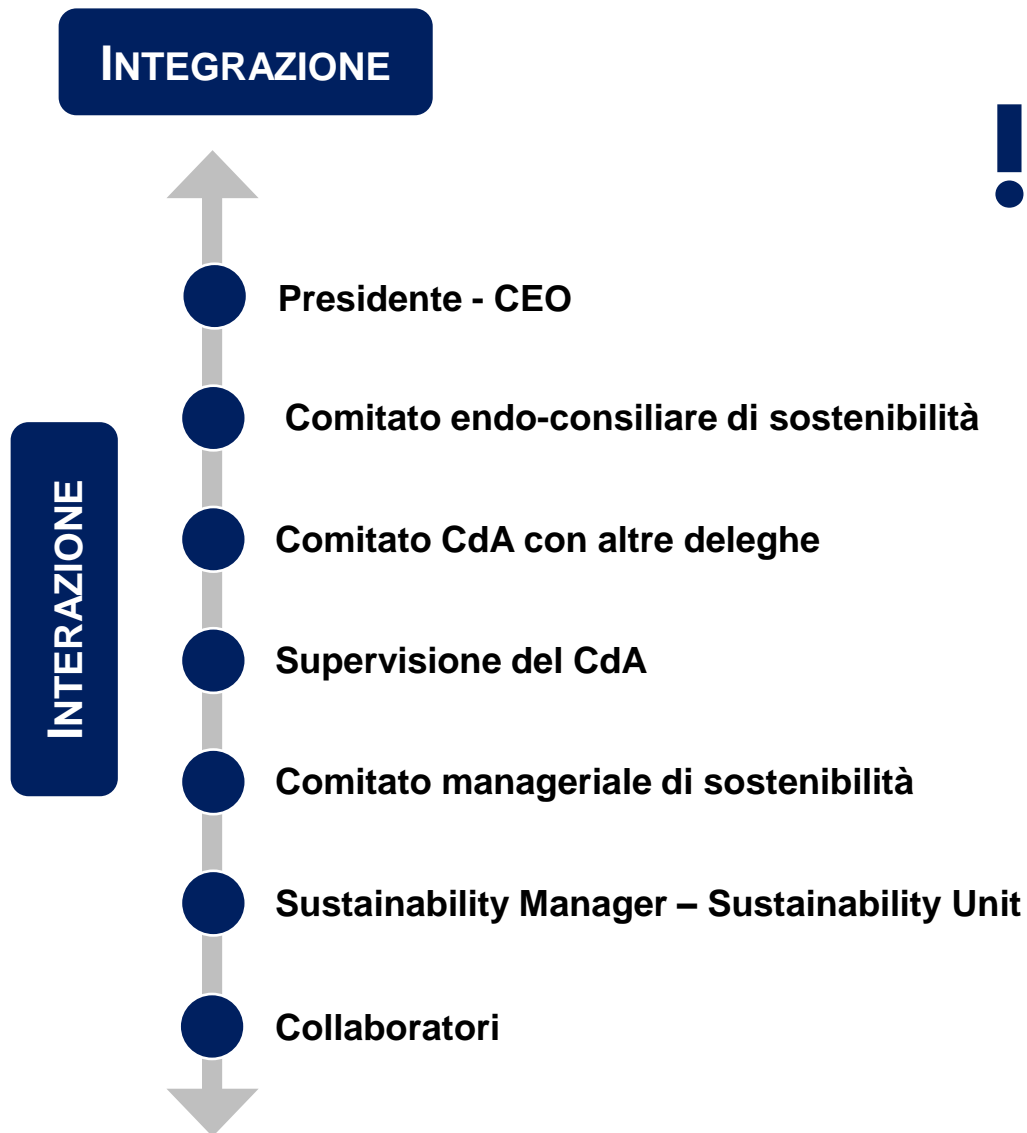 INTEGRAZIONE
!
Presidente - CEO
Comitato endo-consiliare di sostenibilità
Comitato CdA con altre deleghe
INTERAZIONE
Supervisione del CdA
Comitato manageriale di sostenibilità
Sustainability Manager – Sustainability Unit
Collaboratori